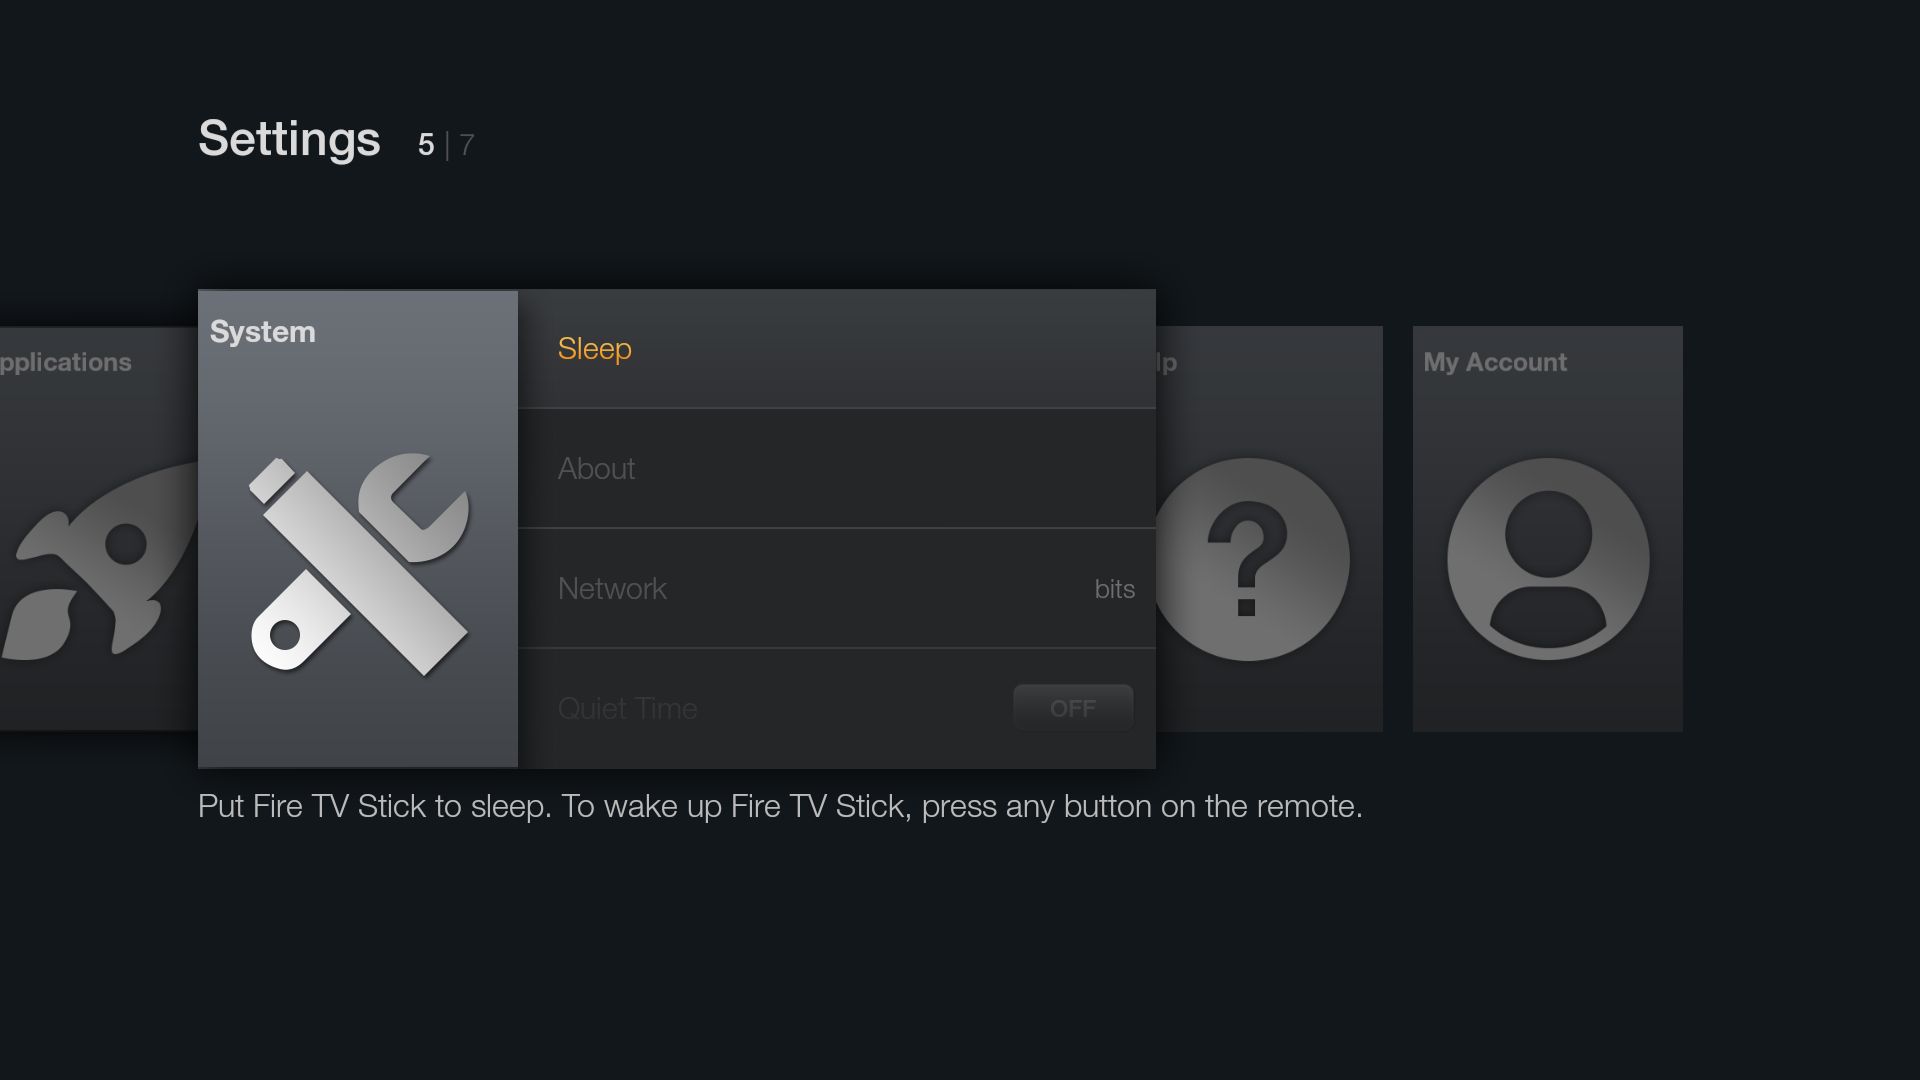 Settings 5 | 7
pplications
System
Sleep
About
Network bits
Quiet Time OFF
lp
My Account
Put Fire TV Stick to sleep. To wake up Fire TV Stick, press any button on the remote.